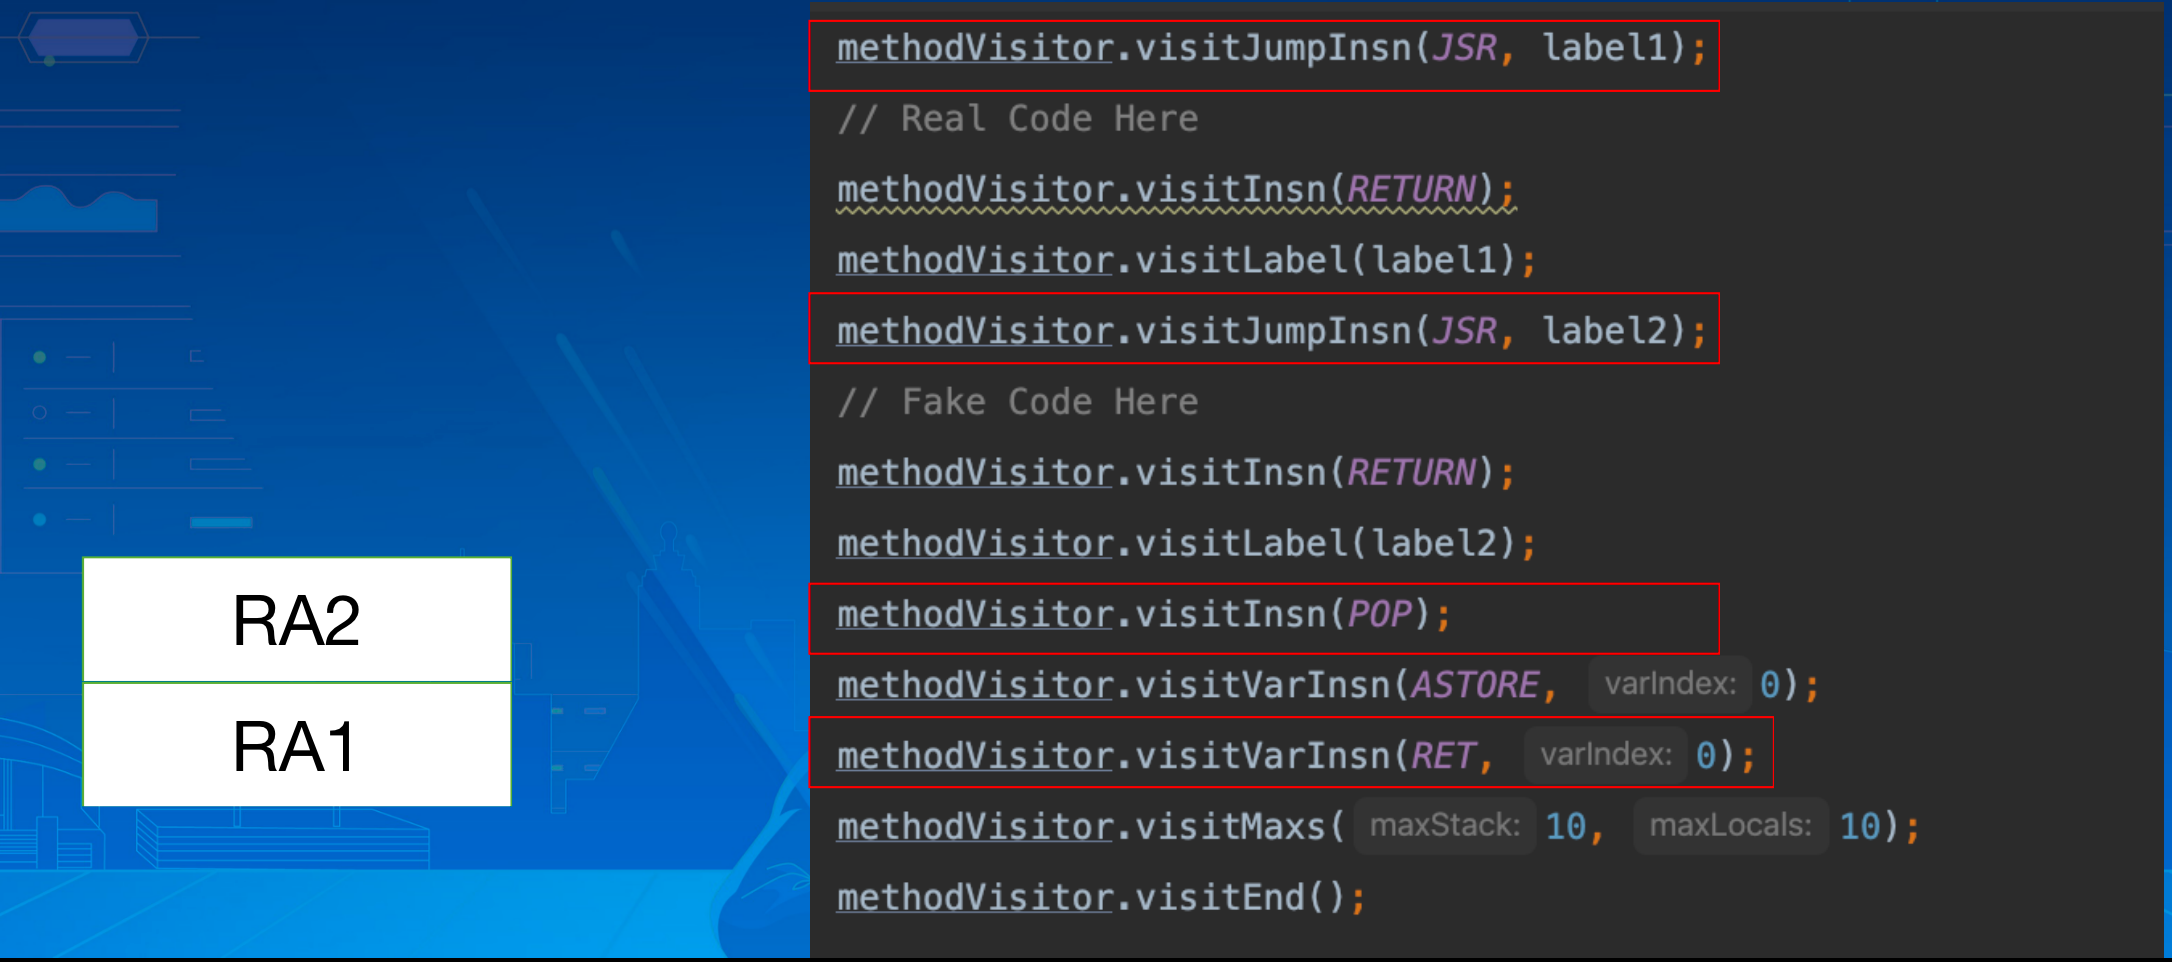 methodVisitor.visitJumpInsn(JSR, label1);
// Real Code Here
methodVisitor.visitInsn(RETURN);
methodVisitor.visitLabel(label1);
methodVisitor.visitJumpInsn(JSR, label2);
// Fake Code Here
methodVisitor.visitInsn(RETURN);
methodVisitor.visitLabel(label2);
methodVisitor.visitInsn(POP);
methodVisitor.visitVarInsn(ASTORE, varIndex: 0);
methodVisitor.visitVarInsn(RET, varIndex: 0);
methodVisitor.visitMaxs( maxStack: 10, maxLocals: 10);
methodVisitor.visitEnd();
RA2
RA1